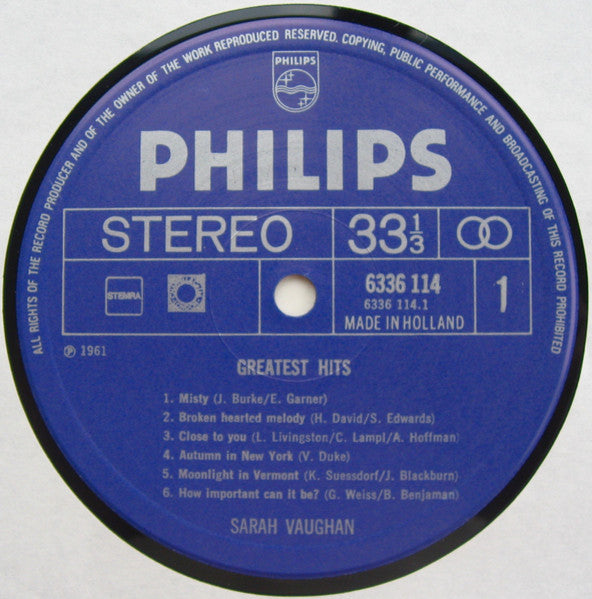 ALL RIGHTS OF THE RECORD PRODUCER AND OF THE OWNER OF THE WORK REPRODUCED RESERVED. COPYING, PUBLIC PERFORMANCE AND BROADCASTING OF THIS RECORD PROHIBITED
PHILIPS
PHILIPS
STEREO 33⅓
STEMRA
6336 114
6336 114.1
MADE IN HOLLAND
1
℗ 1961
GREATEST HITS
1. Misty (J. Burke/E. Garner)
2. Broken hearted melody (H. David/S. Edwards)
3. Close to you (L. Livingston/C. Lampl/A. Hoffman)
4. Autumn in New York (V. Duke)
5. Moonlight in Vermont (K. Suessdorf/J. Blackburn)
6. How important can it be? (G. Weiss/B. Benjaman)
SARAH VAUGHAN